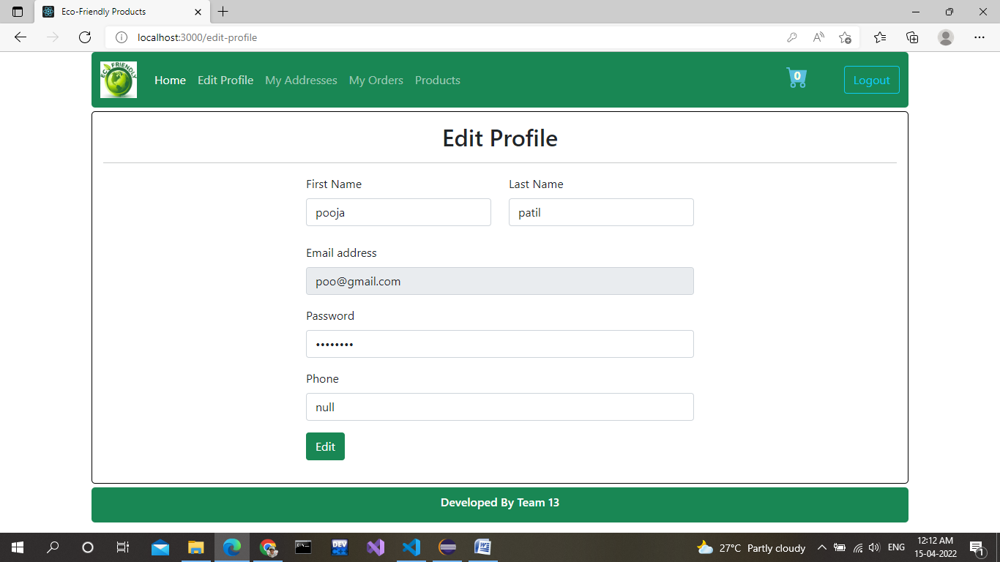 Eco-Friendly Products
localhost:3000/edit-profile
ECO FRIENDLY
Home Edit Profile My Addresses My Orders Products 0 Logout
Edit Profile
First Name Last Name
pooja patil
Email address
poo@gmail.com
Password
••••••••
Phone
null
Edit
Developed By Team 13
DEV
27°C Partly cloudy ENG 12:12 AM
15-04-2022
1